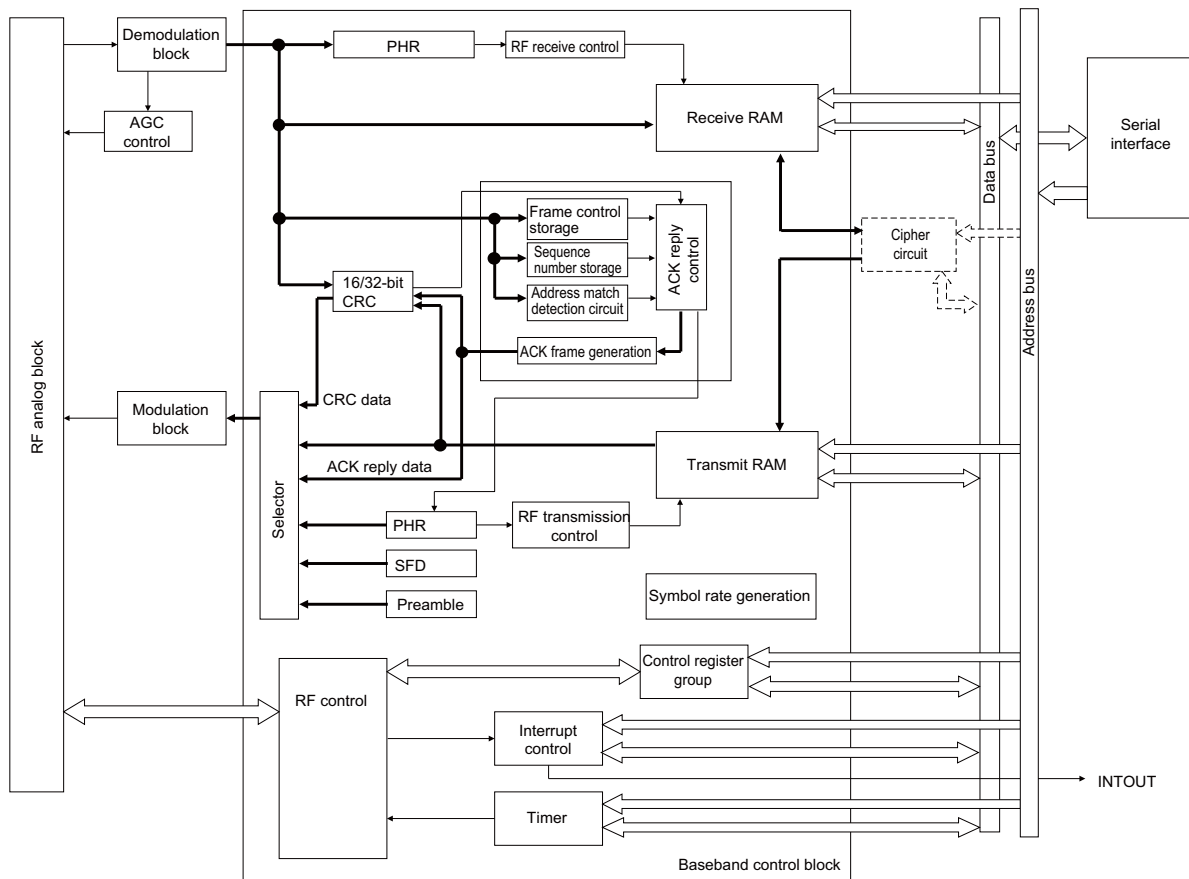 Demodulation
block
PHR
RF receive control
AGC
control
Receive RAM
Serial
interface
Data bus
Address bus
Frame control
storage
Sequence
number storage
Address match
detection circuit
ACK reply
control
Cipher
circuit
16/32-bit
CRC
ACK frame generation
RF analog block
CRC data
Modulation
block
Selector
ACK reply data
Transmit RAM
PHR
RF transmission
control
SFD
Preamble
Symbol rate generation
Control register
group
RF control
Interrupt
control
INTOUT
Timer
Baseband control block